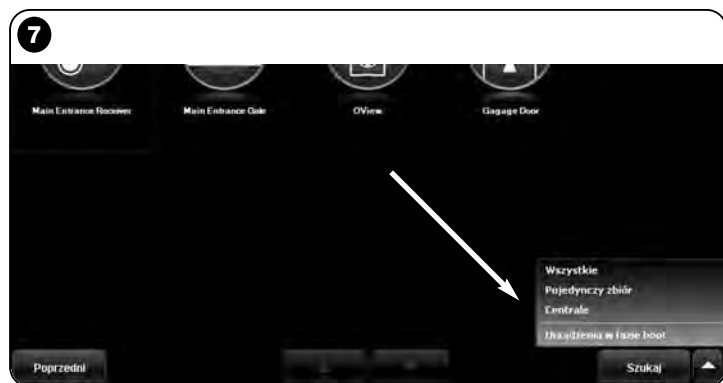 7
Main Entrance Receiver
Main Entrance Gate
OView
Gagage Door
Wszystkie
Pojedynczy zbiór
Centrale
Urządzenia w fazie boot
Poprzedni
Szukaj